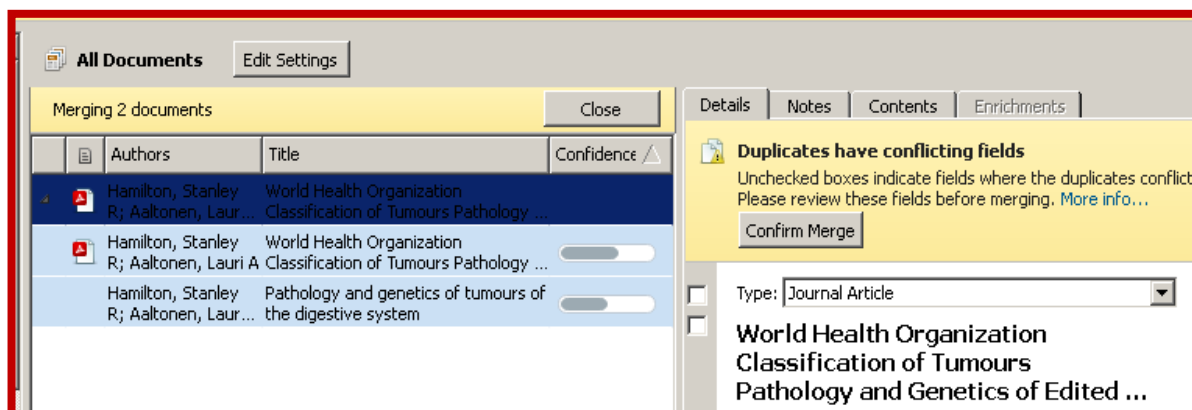 All Documents
Edit Settings
Merging 2 documents
Close
Authors
Title
Confidence
Hamilton, Stanley
R; Aaltonen, Laur...
World Health Organization
Classification of Tumours Pathology ...
Hamilton, Stanley
R; Aaltonen, Lauri A
World Health Organization
Classification of Tumours Pathology ...
Hamilton, Stanley
R; Aaltonen, Laur...
Pathology and genetics of tumours of
the digestive system
Details
Notes
Contents
Enrichments
Duplicates have conflicting fields
Unchecked boxes indicate fields where the duplicates conflict
Please review these fields before merging. More info...
Confirm Merge
Type: Journal Article
World Health Organization
Classification of Tumours
Pathology and Genetics of Edited ...